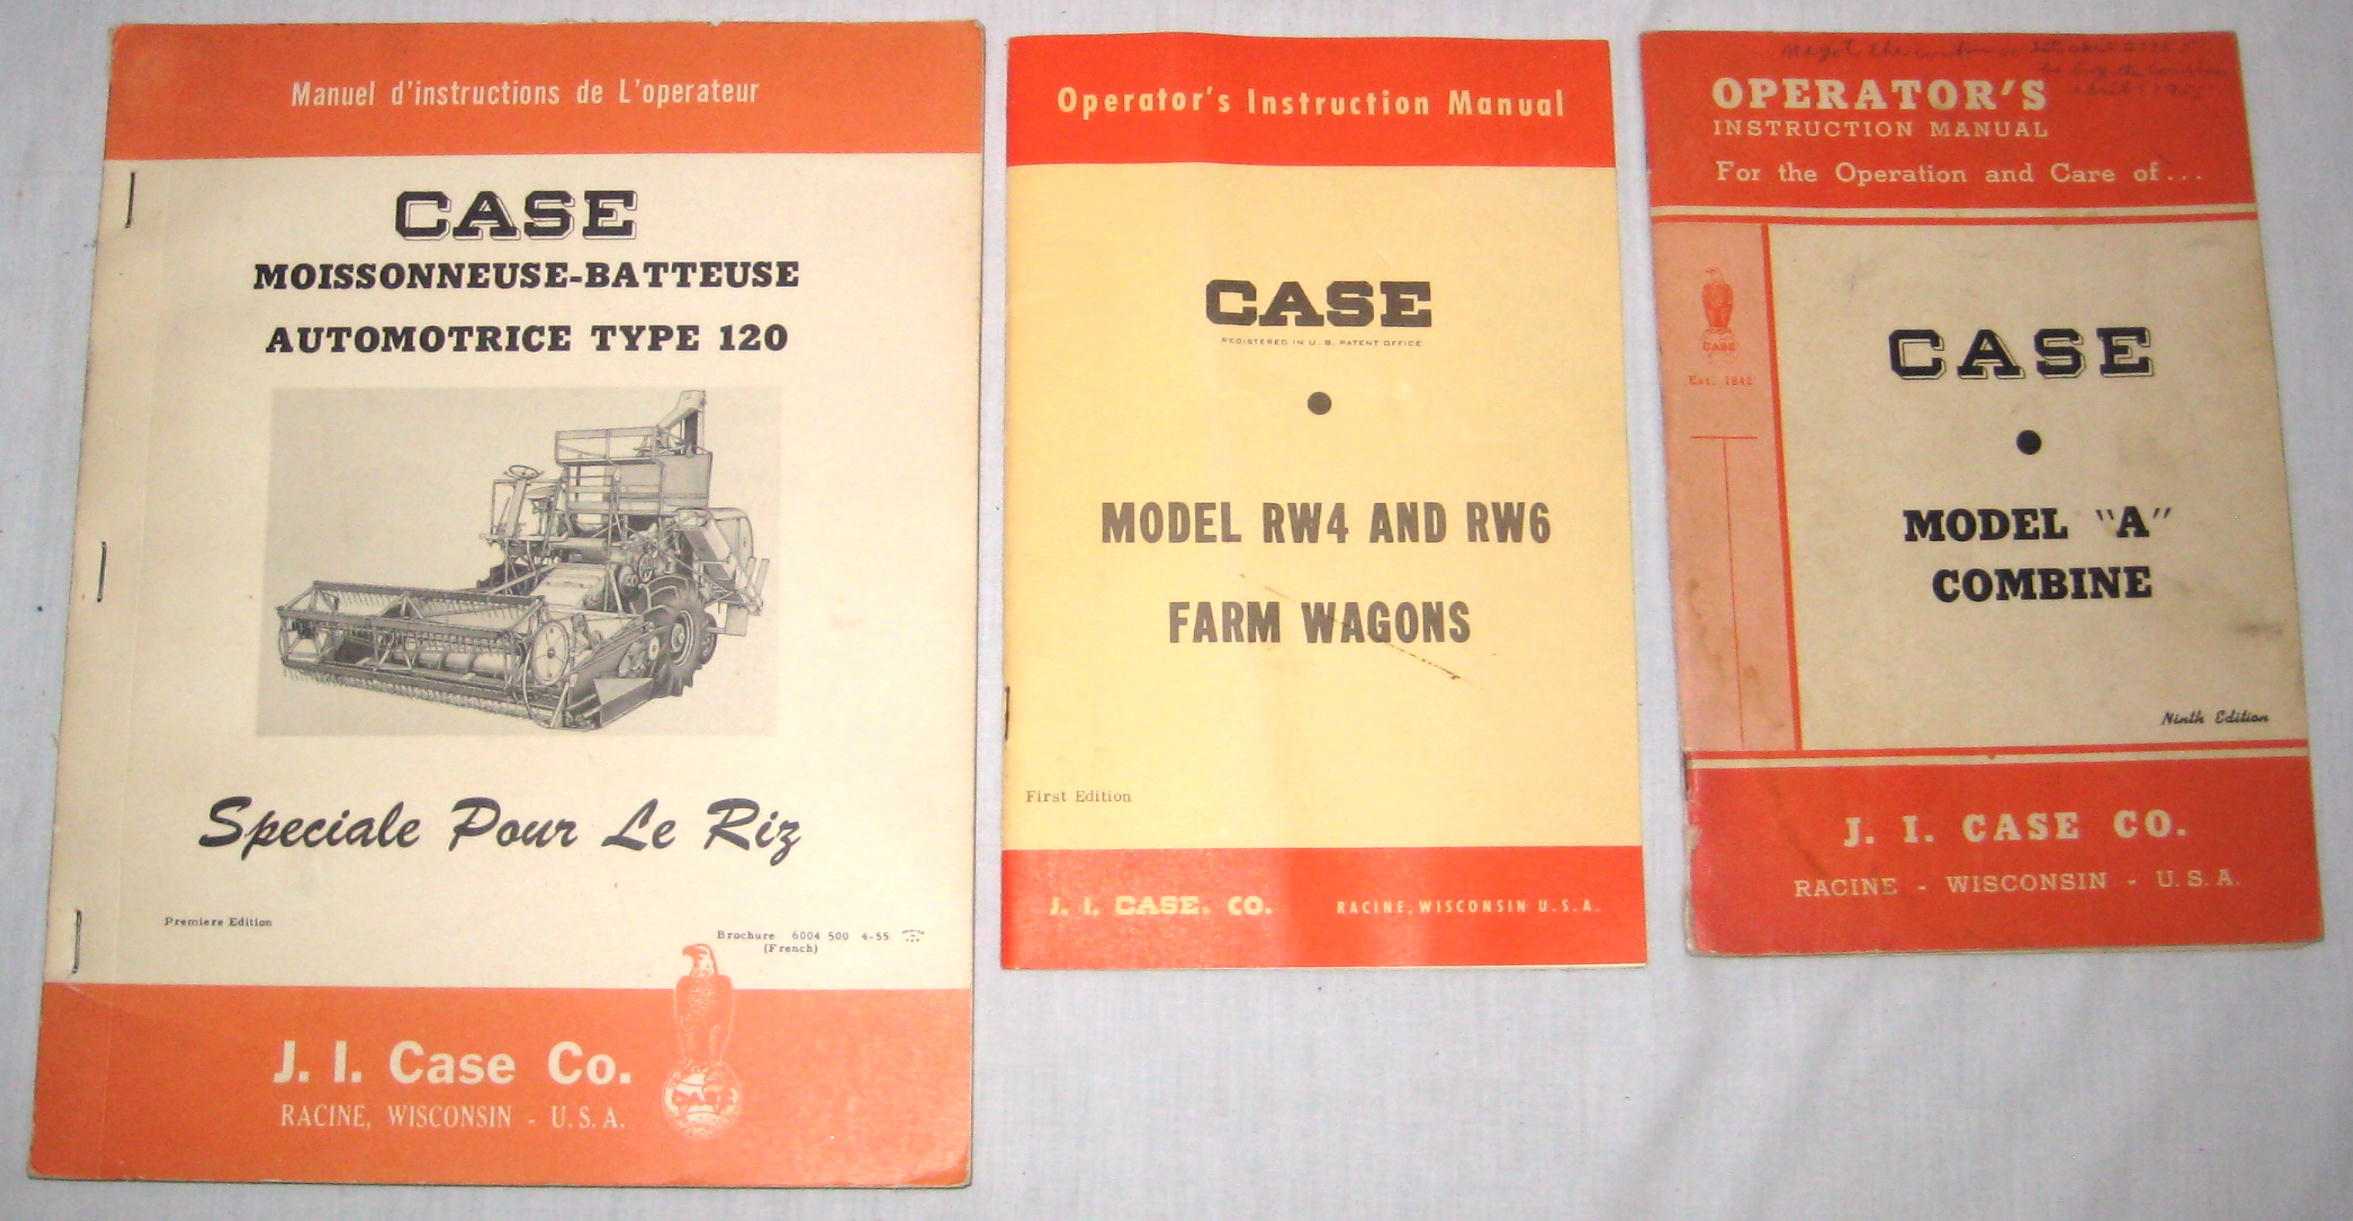 Manuel d'instructions de L'operateur
CASE
MOISSONNEUSE-BATTEUSE
AUTOMOTRICE TYPE 120
Speciale Pour Le Riz
Premiere Edition
Brochure 6004 500 4-55
(French)
J. I. Case Co.
RACINE, WISCONSIN - U.S.A.
Operator's Instruction Manual
CASE
REGISTERED IN U. S. PATENT OFFICE
MODEL RW4 AND RW6
FARM WAGONS
First Edition
J. I. CASE. CO. RACINE, WISCONSIN U.S.A.
OPERATOR'S
INSTRUCTION MANUAL
For the Operation and Care of...
CASE
Est. 1842
CASE
MODEL "A"
COMBINE
Ninth Edition
J. I. CASE CO.
RACINE - WISCONSIN - U.S.A.